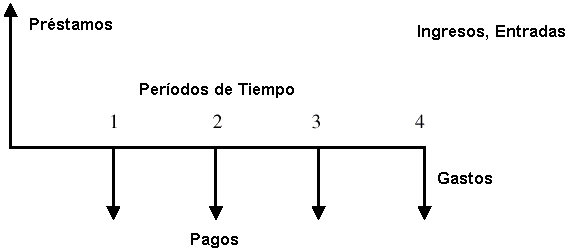 Préstamos
Ingresos, Entradas
Períodos de Tiempo
1 2 3 4
Gastos
Pagos